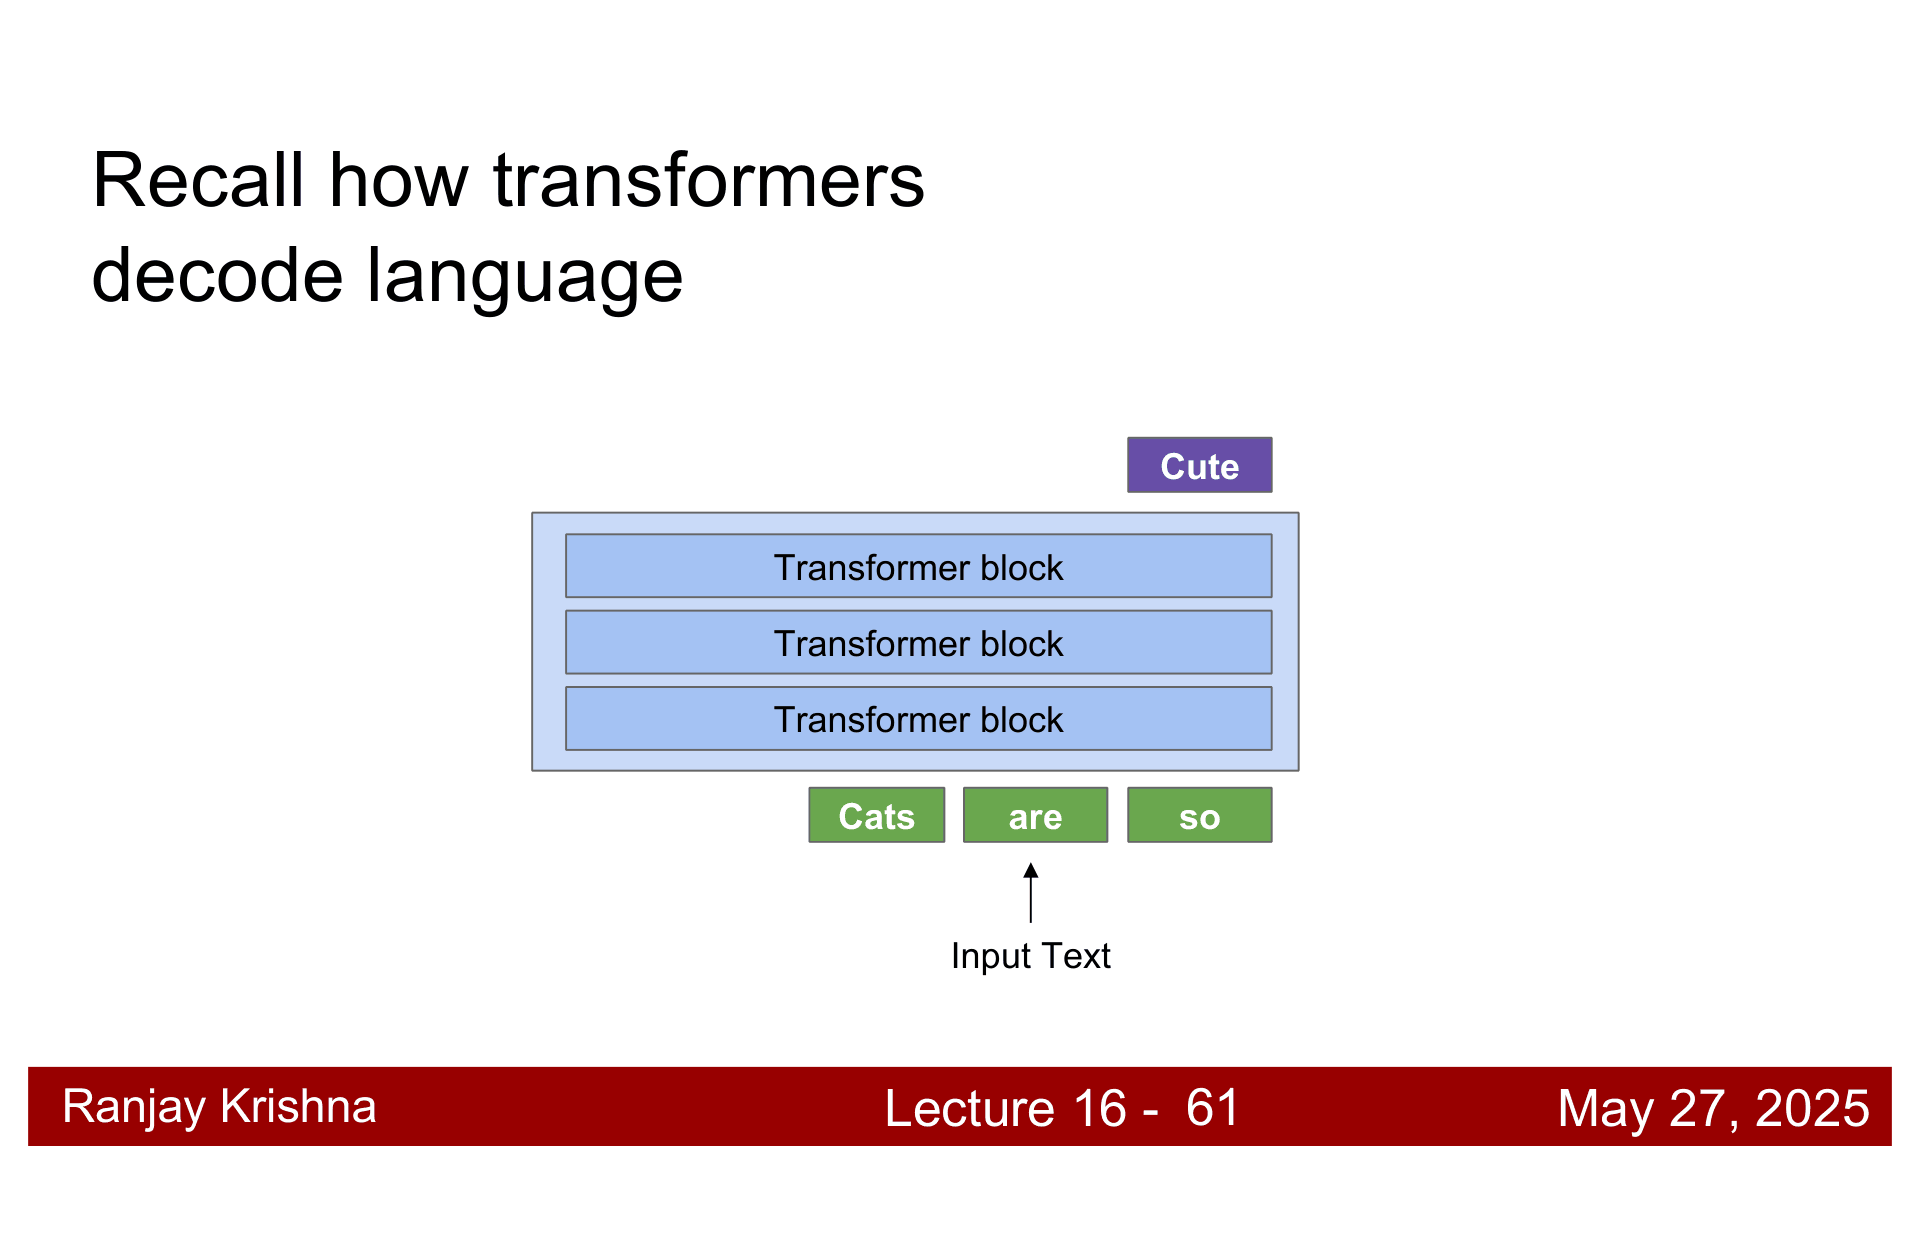 Recall how transformers
decode language
Cute
Transformer block
Transformer block
Transformer block
Cats are so
Input Text
Ranjay Krishna Lecture 16 - 61 May 27, 2025